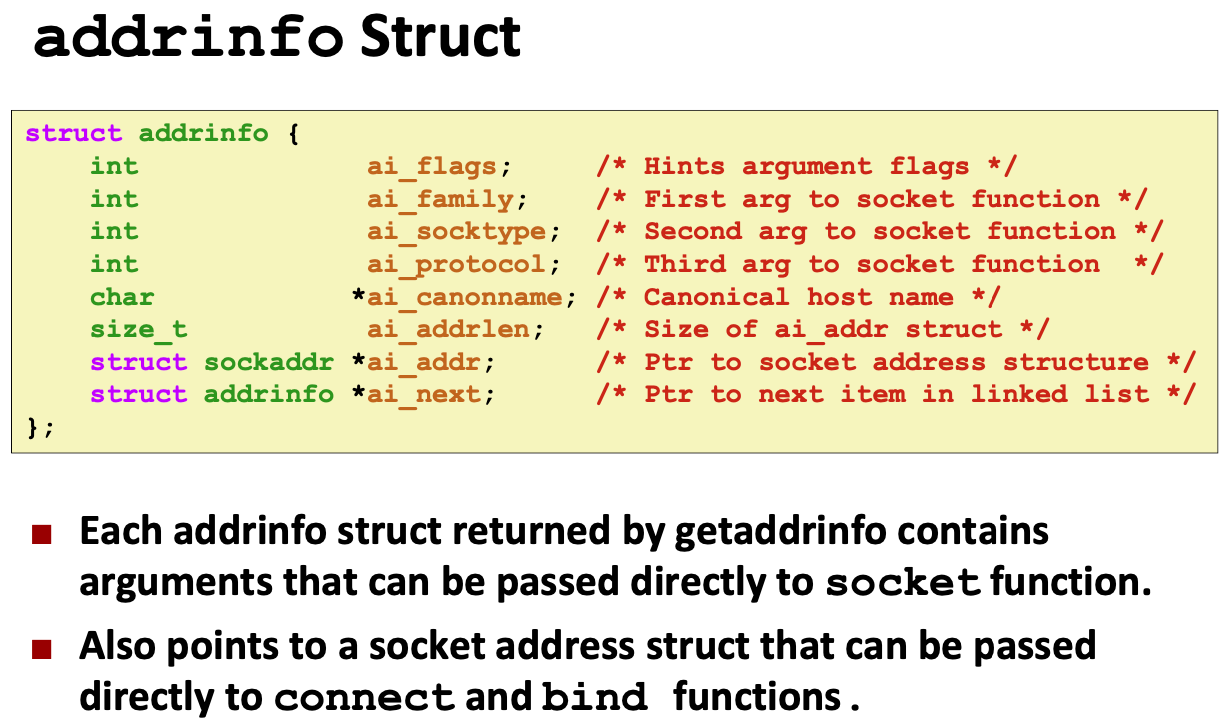 addrinfo Struct
struct addrinfo {
    int              ai_flags;     /* Hints argument flags */
    int              ai_family;    /* First arg to socket function */
    int              ai_socktype;  /* Second arg to socket function */
    int              ai_protocol;  /* Third arg to socket function  */
    char            *ai_canonname; /* Canonical host name */
    size_t           ai_addrlen;   /* Size of ai_addr struct */
    struct sockaddr *ai_addr;      /* Ptr to socket address structure */
    struct addrinfo *ai_next;      /* Ptr to next item in linked list */
};
■ Each addrinfo struct returned by getaddrinfo contains
arguments that can be passed directly to socket function.
■ Also points to a socket address struct that can be passed
directly to connect and bind functions.